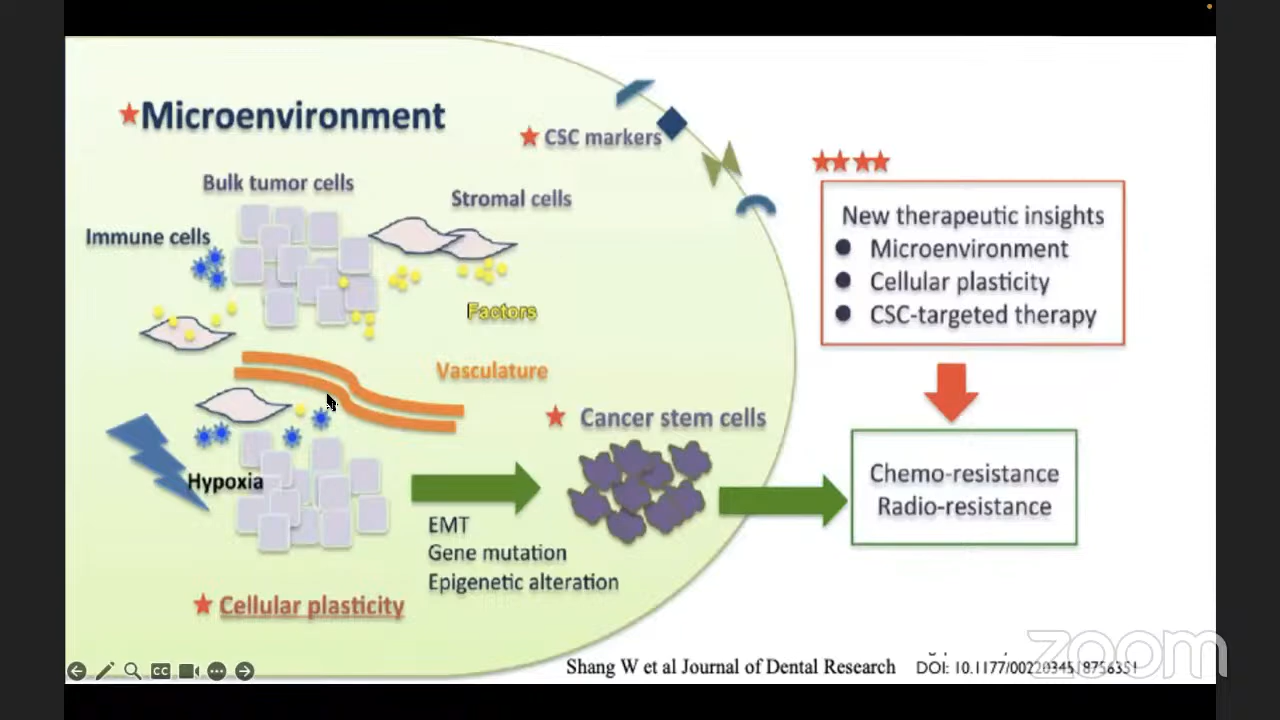 Microenvironment
CSC markers
Bulk tumor cells
Stromal cells
Immune cells
Factors
Vasculature
Cancer stem cells
Hypoxia
EMT
Gene mutation
Epigenetic alteration
Cellular plasticity
New therapeutic insights
Microenvironment
Cellular plasticity
CSC-targeted therapy
Chemo-resistance
Radio-resistance
CC
Shang W et al Journal of Dental Research
DOI:
zoom